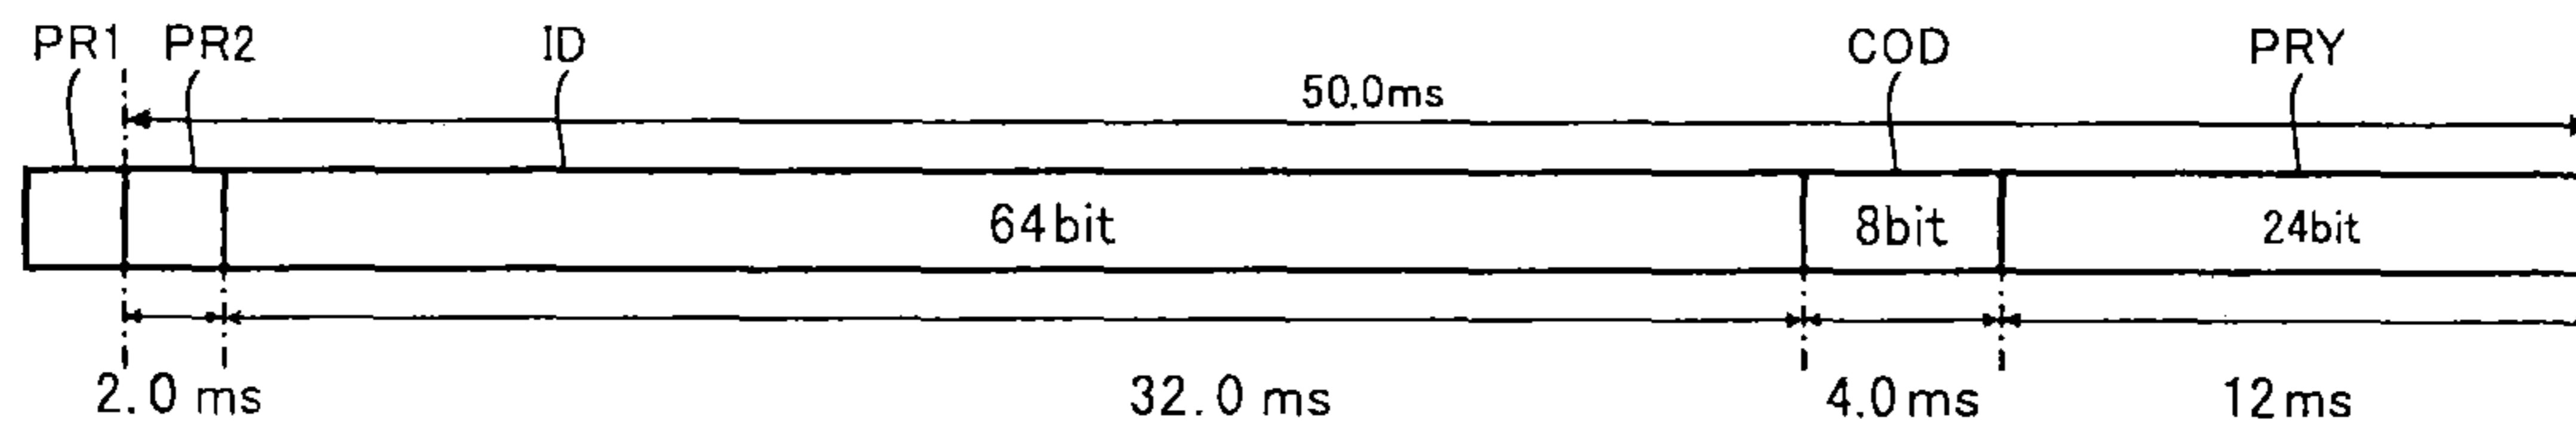 PR1 PR2 ID COD PRY
50.0ms
64bit 8bit 24bit
2.0 ms 32.0 ms 4.0ms 12ms